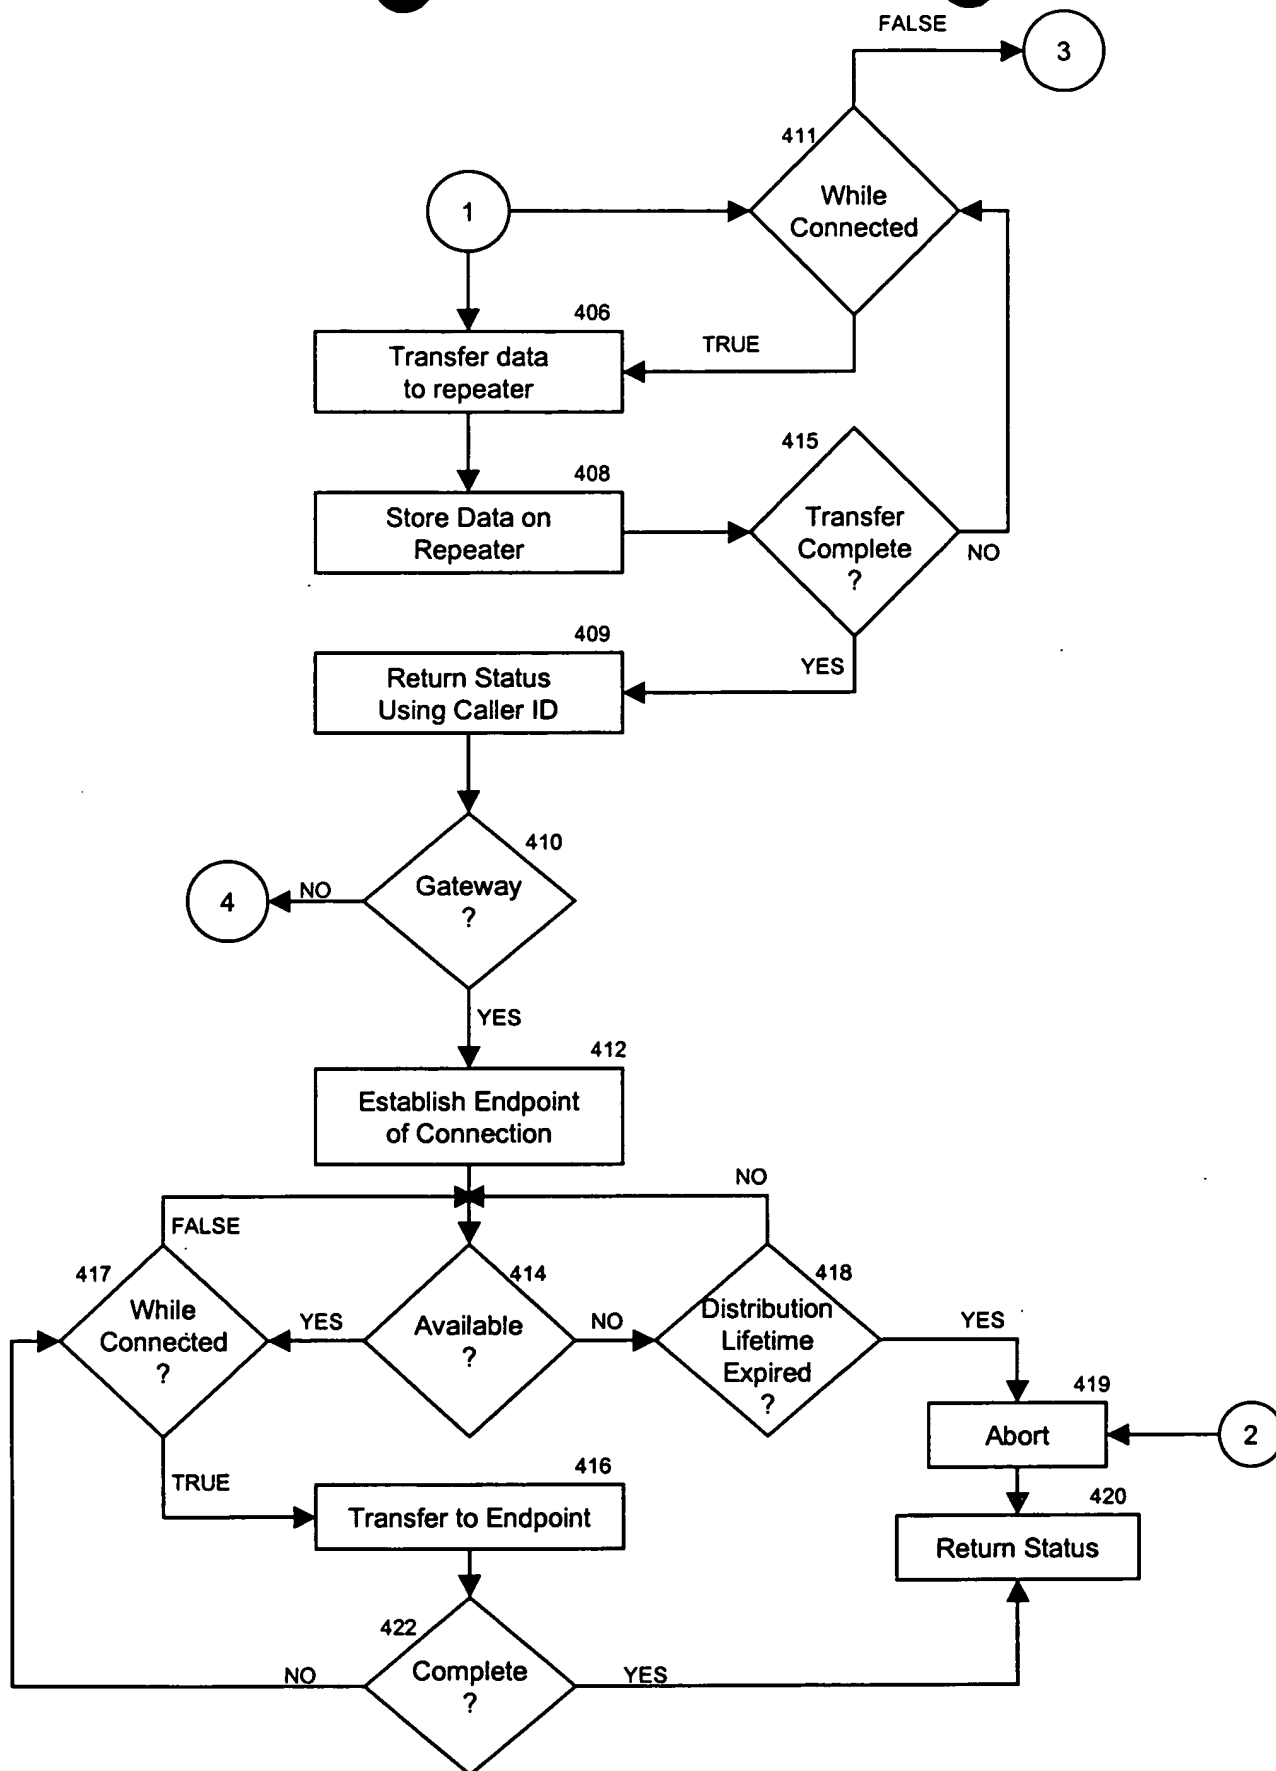 FALSE
3
411
While
Connected
1
406
Transfer data
to repeater
TRUE
415
408
Store Data on
Repeater
Transfer
Complete
?
NO
409
Return Status
Using Caller ID
YES
410
Gateway
?
NO
4
YES
412
Establish Endpoint
of Connection
NO
FALSE
417
While
Connected
?
YES
414
Available
?
NO
418
Distribution
Lifetime
Expired
?
YES
419
Abort
2
TRUE
416
Transfer to Endpoint
420
Return Status
422
Complete
?
NO
YES